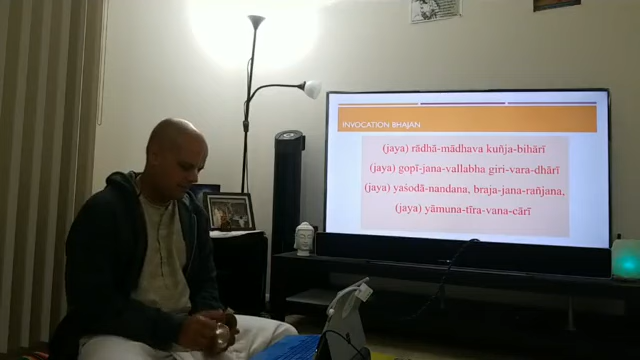 INVOCATION BHAJAN
(jaya) rādhā-mādhava kuñja-bihārī
(jaya) gopī-jana-vallabha giri-vara-dhārī
(jaya) yaśodā-nandana, braja-jana-rañjana,
(jaya) yāmuna-tīra-vana-cārī